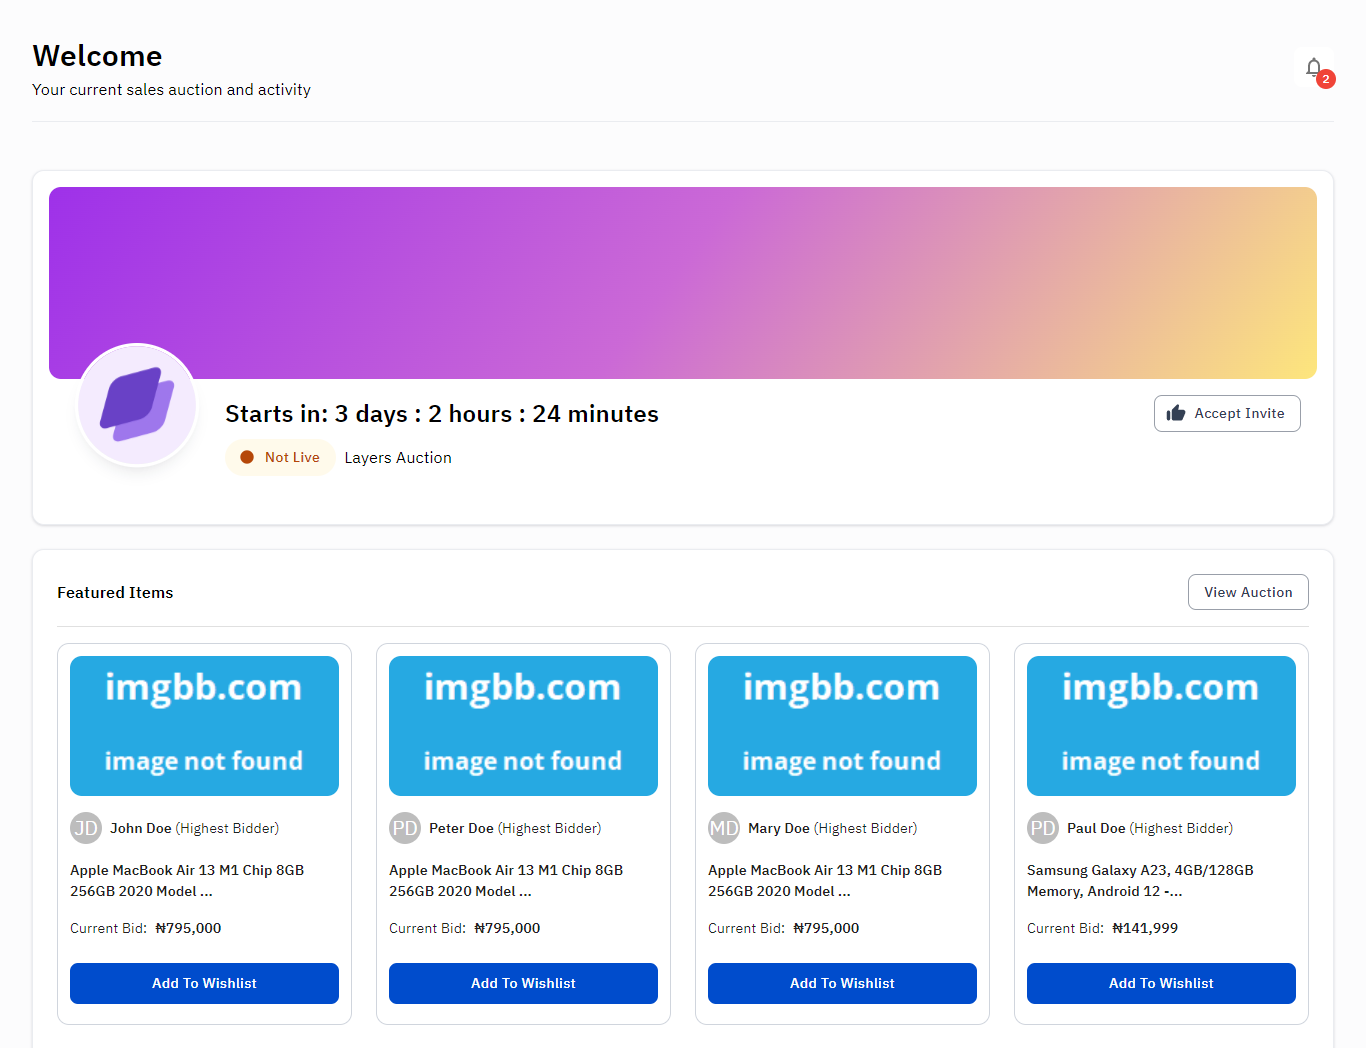 Welcome
Your current sales auction and activity
2
Starts in: 3 days : 2 hours : 24 minutes
Accept Invite
Not Live
Layers Auction
Featured Items
View Auction
imgbb.com
image not found
JD
John Doe (Highest Bidder)
Apple MacBook Air 13 M1 Chip 8GB
256GB 2020 Model ...
Current Bid: ₦795,000
Add To Wishlist
imgbb.com
image not found
PD
Peter Doe (Highest Bidder)
Apple MacBook Air 13 M1 Chip 8GB
256GB 2020 Model ...
Current Bid: ₦795,000
Add To Wishlist
imgbb.com
image not found
MD
Mary Doe (Highest Bidder)
Apple MacBook Air 13 M1 Chip 8GB
256GB 2020 Model ...
Current Bid: ₦795,000
Add To Wishlist
imgbb.com
image not found
PD
Paul Doe (Highest Bidder)
Samsung Galaxy A23, 4GB/128GB
Memory, Android 12 -...
Current Bid: ₦141,999
Add To Wishlist